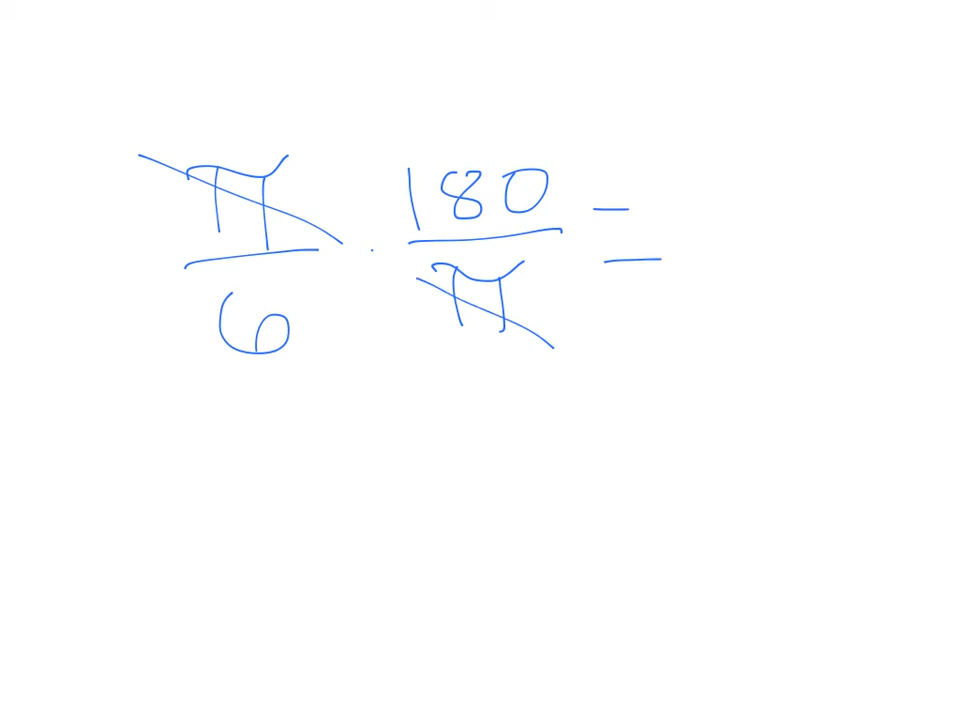 π/6 · 180/π =